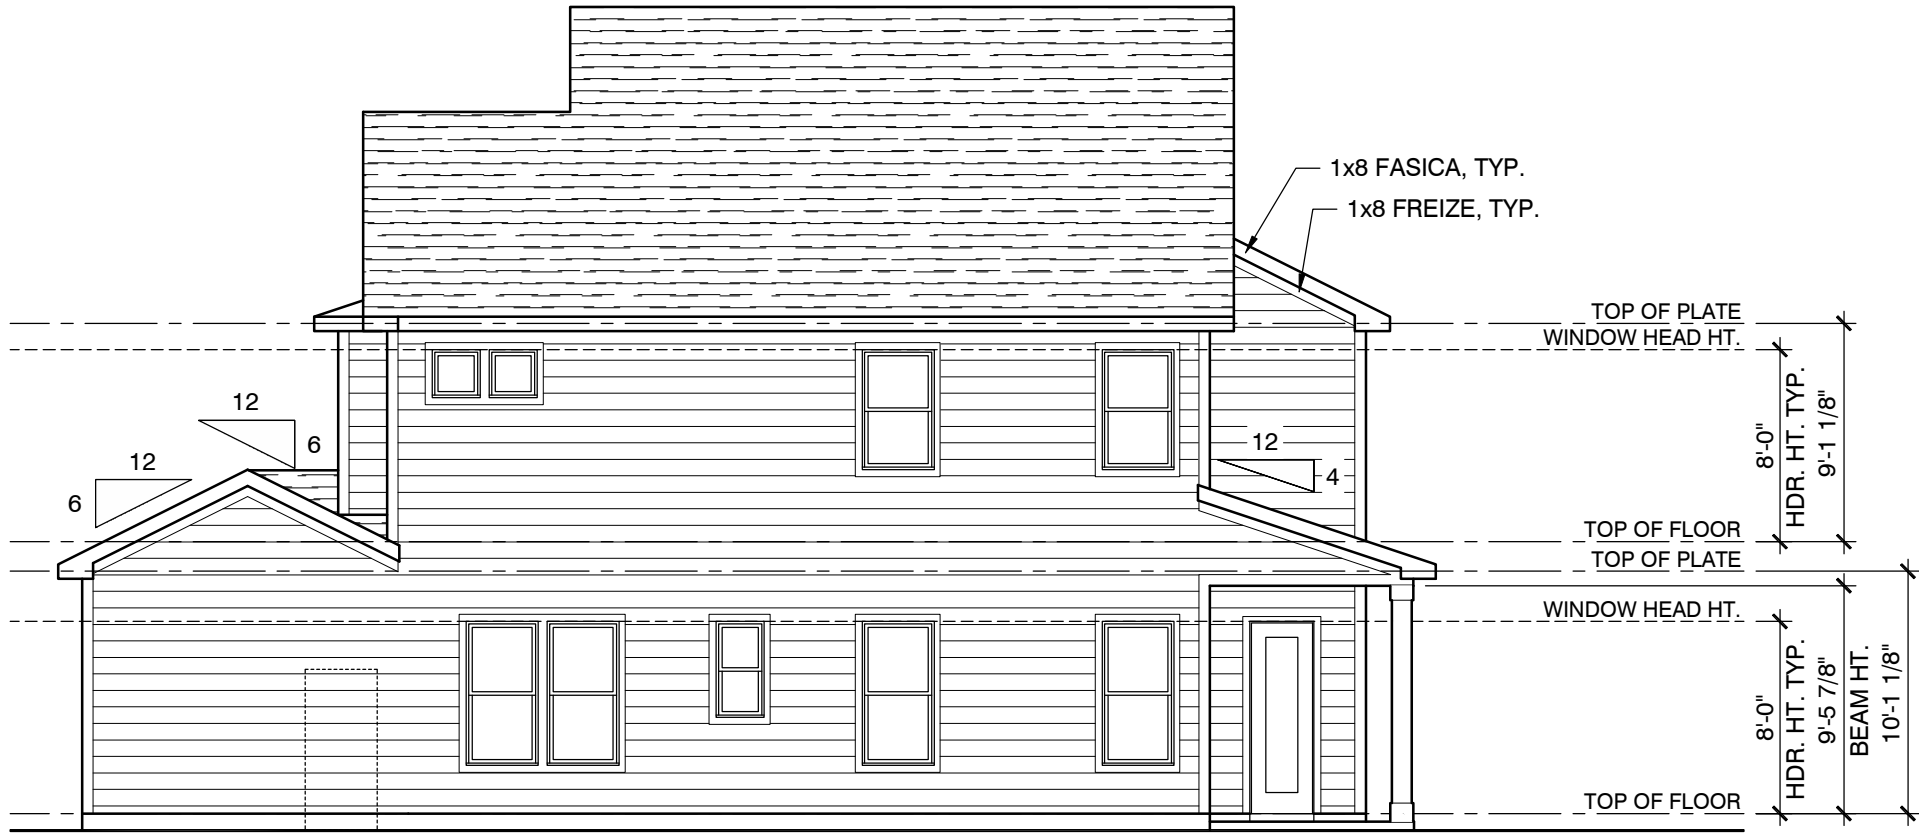 1x8 FASICA, TYP.
1x8 FREIZE, TYP.
TOP OF PLATE
WINDOW HEAD HT.
12
6
12
6
12
4
8'-0"
HDR. HT. TYP.
9'-1 1/8"
TOP OF FLOOR
TOP OF PLATE
WINDOW HEAD HT.
8'-0"
HDR. HT. TYP.
9'-5 7/8"
BEAM HT.
10'-1 1/8"
TOP OF FLOOR